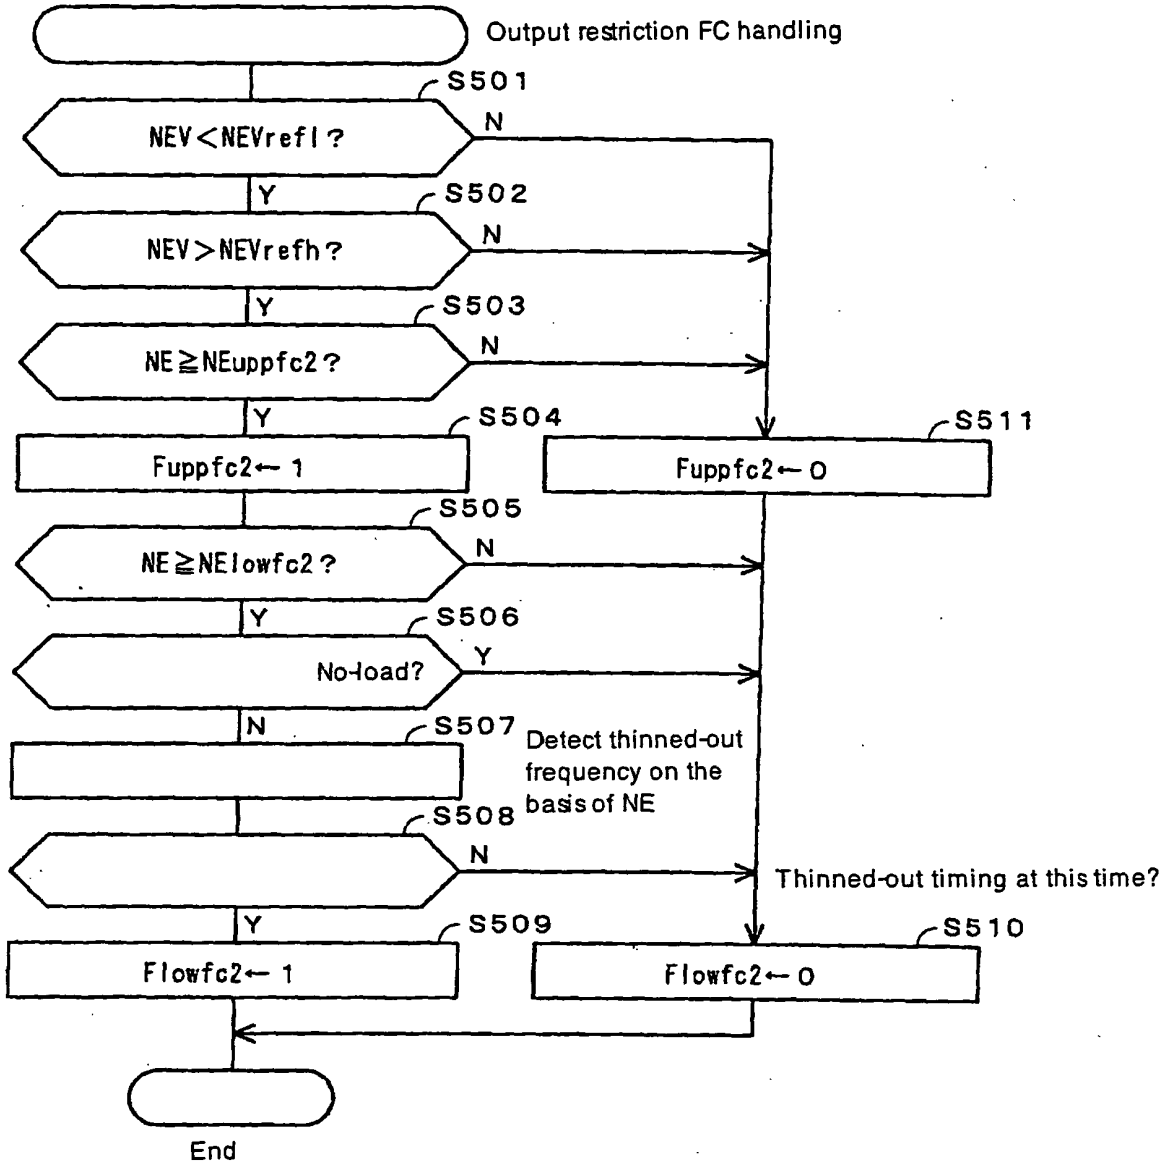 Output restriction FC handling
S501
NEV<NEVrefl?
N
Y
S502
NEV>NEVrefh?
N
Y
S503
NE≧NEuppfc2?
N
Y
S504
Fuppfc2← 1
S511
Fuppfc2← 0
S505
NE≧NElowfc2?
N
Y
S506
No-load?
Y
N
S507
Detect thinned-out
frequency on the
basis of NE
S508
N
Thinned-out timing at this time?
Y
S509
Flowfc2← 1
S510
Flowfc2← 0
End